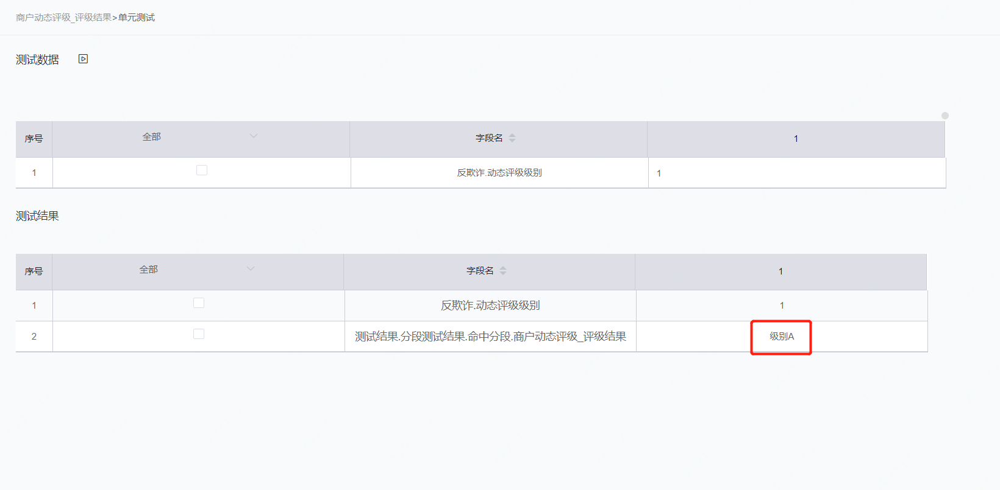 商户动态评级_评级结果>单元测试
测试数据
序号 全部 字段名 1
1 反欺诈.动态评级级别 1
测试结果
序号 全部 字段名 1
1 反欺诈.动态评级级别 1
2 测试结果.分段测试结果.命中分段.商户动态评级_评级结果 级别A